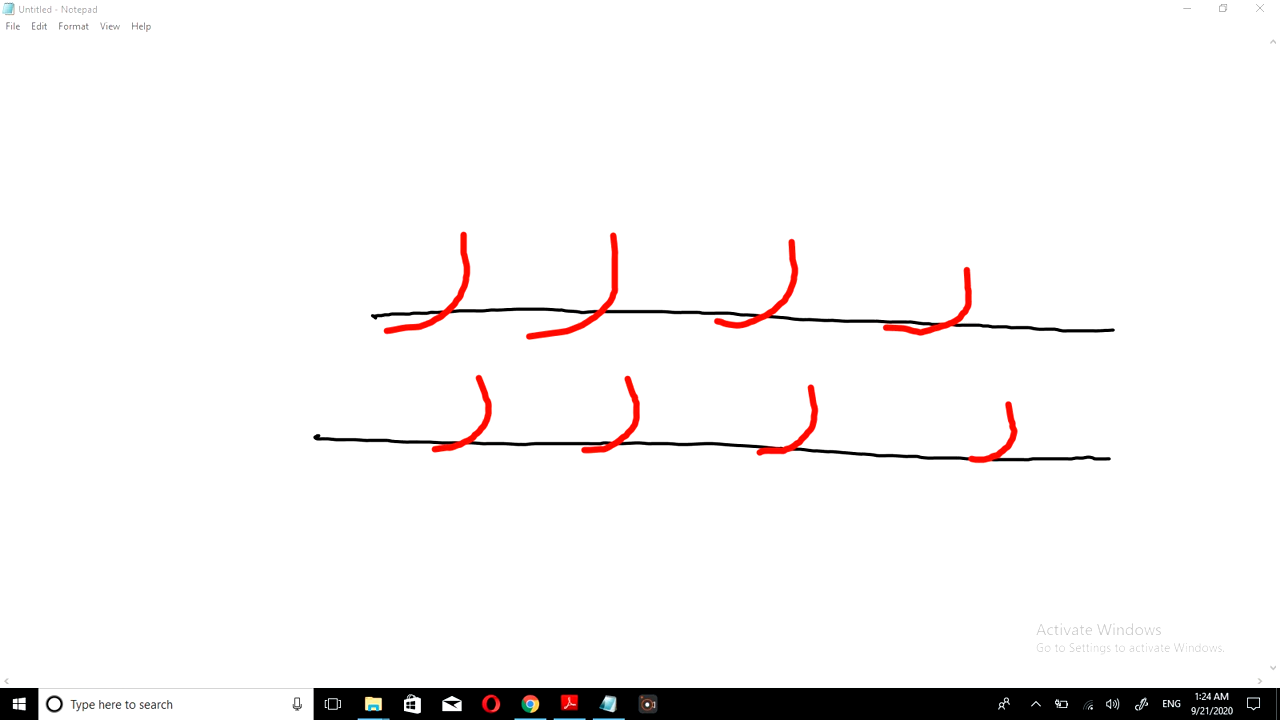 Untitled - Notepad
File Edit Format View Help
ر ر ر ر
ر ر ر ر
Activate Windows
Go to Settings to activate Windows.
Type here to search
ENG
1:24 AM
9/21/2020